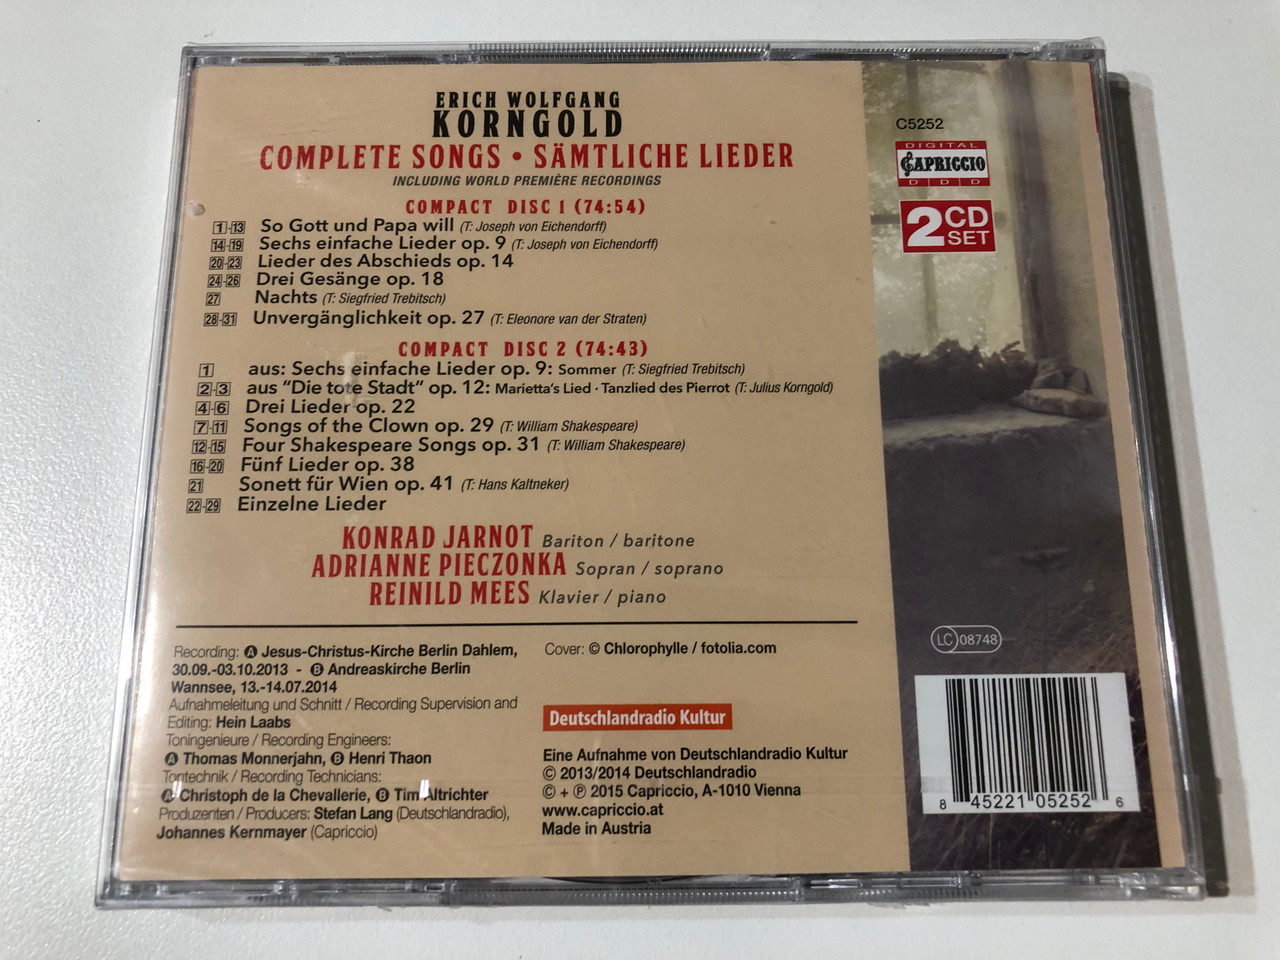 ERICH WOLFGANG
KORNGOLD
COMPLETE SONGS • SÄMTLICHE LIEDER
INCLUDING WORLD PREMIÈRE RECORDINGS
COMPACT DISC 1 (74:54)
1-13 So Gott und Papa will (T: Joseph von Eichendorff)
14-19 Sechs einfache Lieder op. 9 (T: Joseph von Eichendorff)
20-23 Lieder des Abschieds op. 14
24-26 Drei Gesänge op. 18
27 Nachts (T: Siegfried Trebitsch)
28-31 Unvergänglichkeit op. 27 (T: Eleonore van der Straten)
COMPACT DISC 2 (74:43)
1 aus: Sechs einfache Lieder op. 9: Sommer (T: Siegfried Trebitsch)
2-3 aus "Die tote Stadt" op. 12: Marietta's Lied · Tanzlied des Pierrot (T: Julius Korngold)
4-6 Drei Lieder op. 22
7-11 Songs of the Clown op. 29 (T: William Shakespeare)
12-15 Four Shakespeare Songs op. 31 (T: William Shakespeare)
16-20 Fünf Lieder op. 38
21 Sonett für Wien op. 41 (T: Hans Kaltneker)
22-29 Einzelne Lieder
KONRAD JARNOT Bariton / baritone
ADRIANNE PIECZONKA Sopran / soprano
REINILD MEES Klavier / piano
Recording: A Jesus-Christus-Kirche Berlin Dahlem,
30.09.-03.10.2013 - B Andreaskirche Berlin
Wannsee, 13.-14.07.2014
Aufnahmeleitung und Schnitt / Recording Supervision and
Editing: Hein Laabs
Toningenieure / Recording Engineers:
A Thomas Monnerjahn, B Henri Thaon
Tontechnik / Recording Technicians:
A Christoph de la Chevallerie, B Tim Altrichter
Produzenten / Producers: Stefan Lang (Deutschlandradio),
Johannes Kernmayer (Capriccio)
Cover: © Chlorophylle / fotolia.com
Deutschlandradio Kultur
Eine Aufnahme von Deutschlandradio Kultur
© 2013/2014 Deutschlandradio
© + ℗ 2015 Capriccio, A-1010 Vienna
www.capriccio.at
Made in Austria
C5252
DIGITAL
CAPRICCIO
D D D
2 CD
SET
LC 08748
8 45221 05252 6